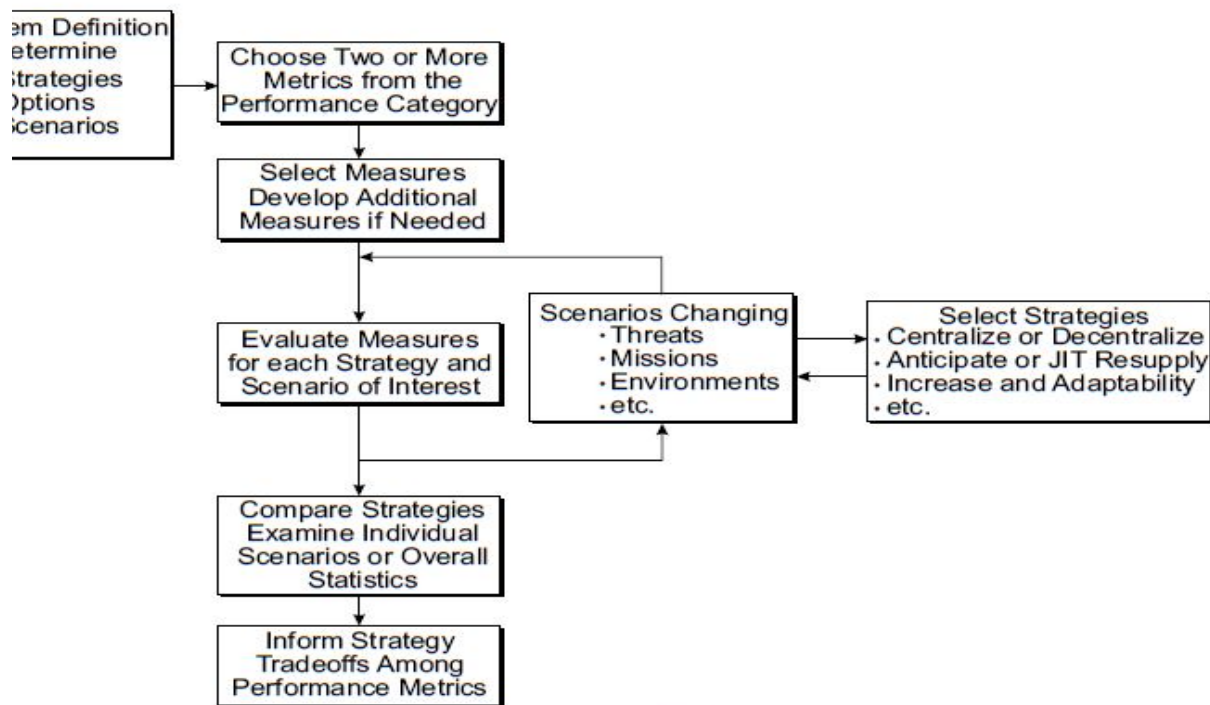 em Definition
etermine
Strategies
Options
Scenarios
Choose Two or More
Metrics from the
Performance Category
Select Measures
Develop Additional
Measures if Needed
Evaluate Measures
for each Strategy and
Scenario of Interest
Scenarios Changing
· Threats
· Missions
· Environments
· etc.
Select Strategies
· Centralize or Decentralize
· Anticipate or JIT Resupply
· Increase and Adaptability
· etc.
Compare Strategies
Examine Individual
Scenarios or Overall
Statistics
Inform Strategy
Tradeoffs Among
Performance Metrics